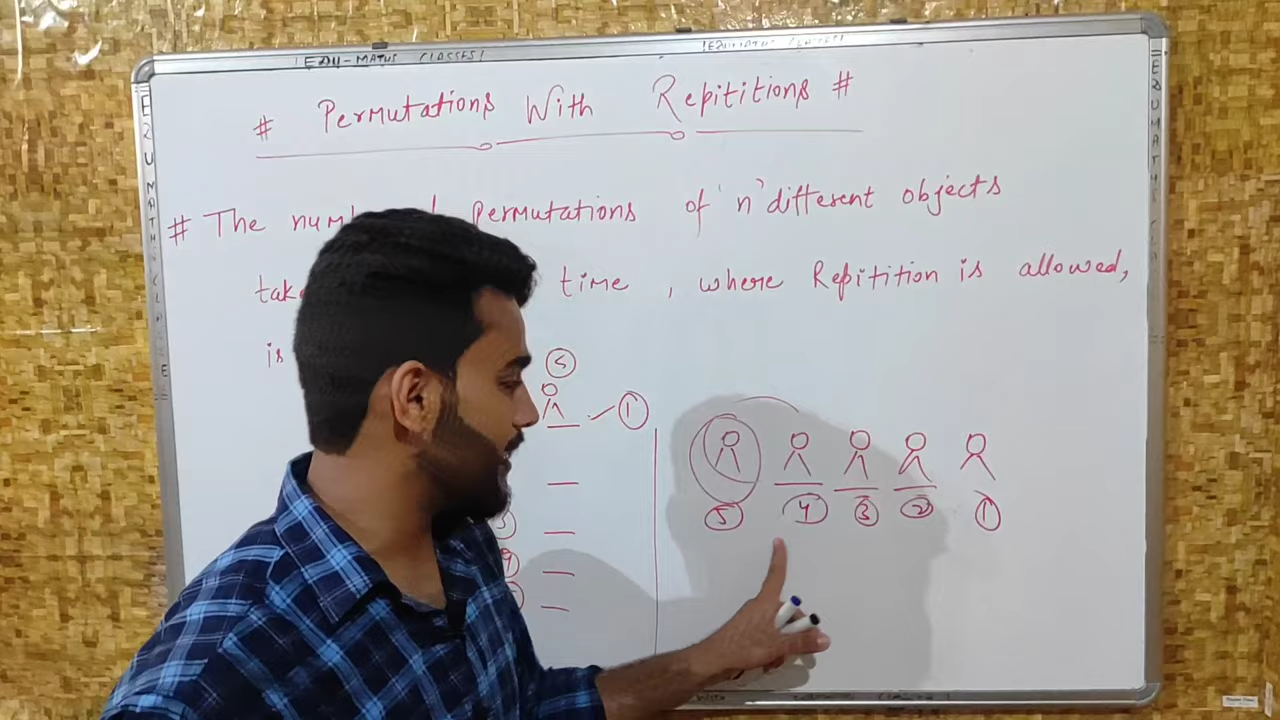 EDU-MATHS CLASSES
# Permutations With Repititions #
# The num permutations of 'n' different objects
take time, where Repitition is allowed,
is
5
1
5 4 3 2 1